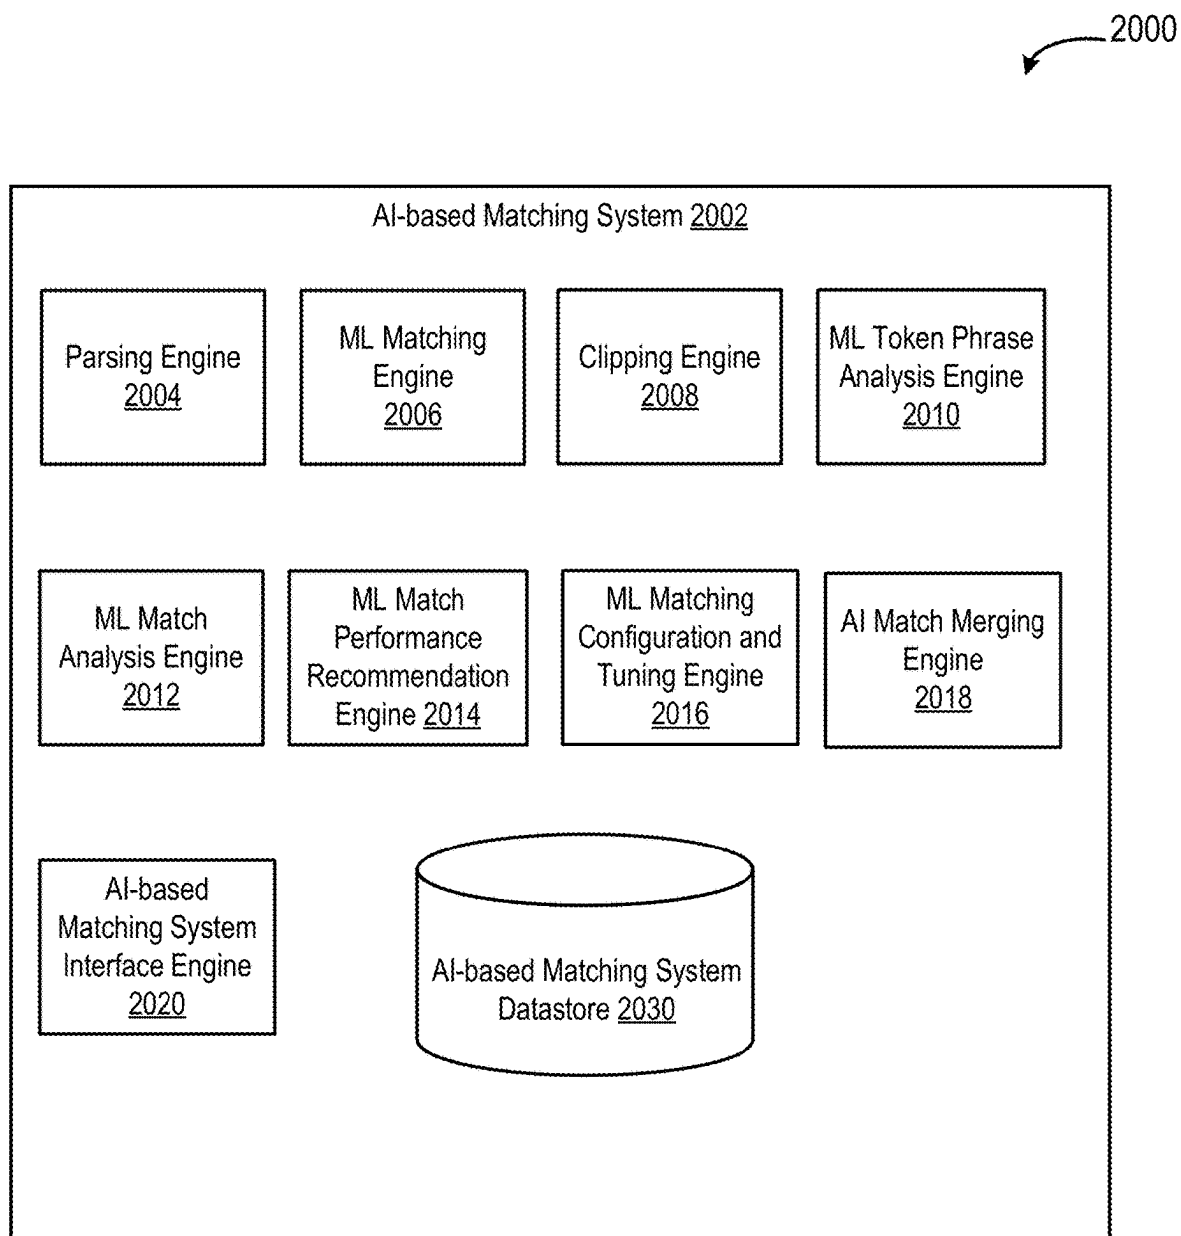 2000
AI-based Matching System 2002
Parsing Engine
2004
ML Matching
Engine
2006
Clipping Engine
2008
ML Token Phrase
Analysis Engine
2010
ML Match
Analysis Engine
2012
ML Match
Performance
Recommendation
Engine 2014
ML Matching
Configuration and
Tuning Engine
2016
AI Match Merging
Engine
2018
AI-based
Matching System
Interface Engine
2020
AI-based Matching System
Datastore 2030